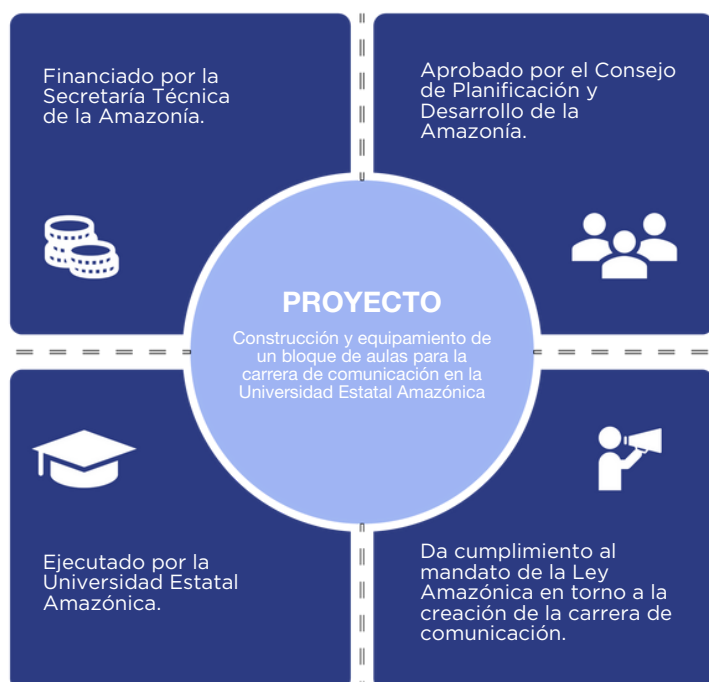 Financiado por la
Secretaría Técnica
de la Amazonía.
Aprobado por el Consejo
de Planificación y
Desarrollo de la
Amazonía.
PROYECTO
Construcción y equipamiento de
un bloque de aulas para la
carrera de comunicación en la
Universidad Estatal Amazónica
Ejecutado por la
Universidad Estatal
Amazónica.
Da cumplimiento al
mandato de la Ley
Amazónica en torno a la
creación de la carrera de
comunicación.